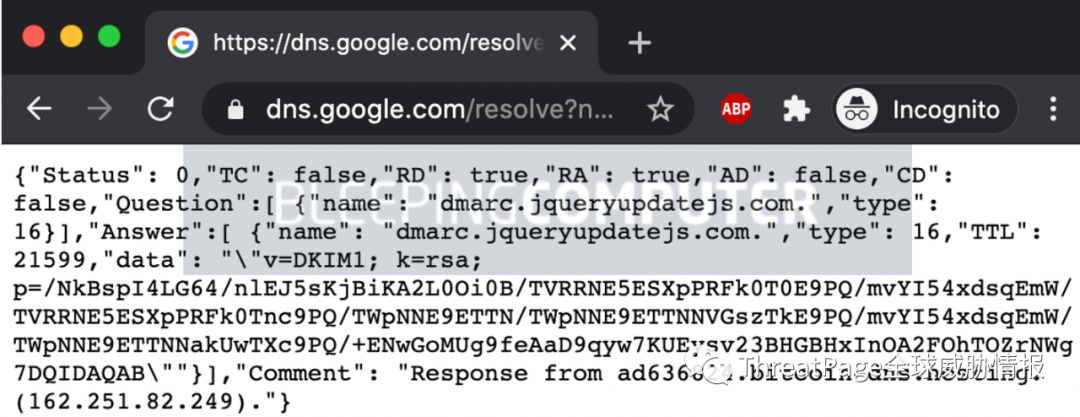 https://dns.google.com/resolve
dns.google.com/resolve?n...
ABP
Incognito
BLEEPINGCOMPUTER
{"Status": 0,"TC": false,"RD": true,"RA": true,"AD": false,"CD":
false,"Question":[ {"name": "dmarc.jqueryupdatejs.com.","type":
16}],"Answer":[ {"name": "dmarc.jqueryupdatejs.com.","type": 16,"TTL":
21599,"data": "\"v=DKIM1; k=rsa;
p=/NkBspI4LG64/nlEJ5sKjBiKA2L0Oi0B/TVRRNE5ESXpPRFk0T0E9PQ/mvYI54xdsqEmW/
TVRRNE5ESXpPRFk0Tnc9PQ/TWpNNE9ETTN/TWpNNE9ETTNNVGszTkE9PQ/mvYI54xdsqEmW/
TWpNNE9ETTNNakUwTXc9PQ/+ENwGoMUg9feAaD9qyw7KUEysv23BHGBHxInOA2FOhTOZrNWg
7DQIDAQAB\""}],"Comment": "Response from
(162.251.82.249)."}
ThreatPage全球威胁情报